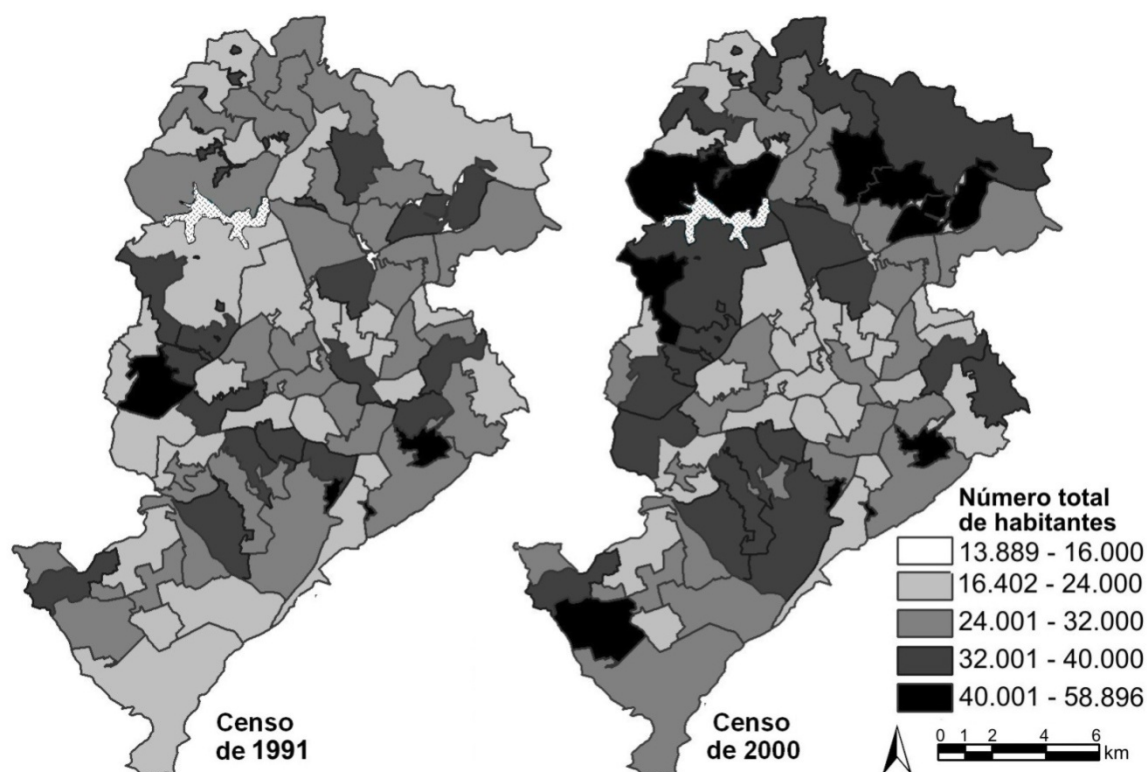 Censo
de 1991
Censo
de 2000
Número total
de habitantes
13.889 - 16.000
16.402 - 24.000
24.001 - 32.000
32.001 - 40.000
40.001 - 58.896
0 1 2 4 6
km